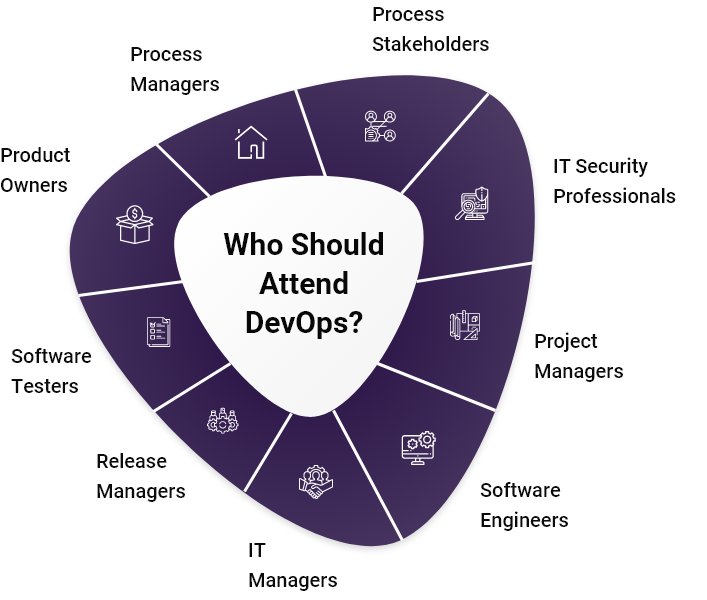 Process
Stakeholders
Process
Managers
Product
Owners
IT Security
Professionals
Who Should
Attend
DevOps?
Project
Managers
Software
Testers
Release
Managers
Software
Engineers
IT
Managers